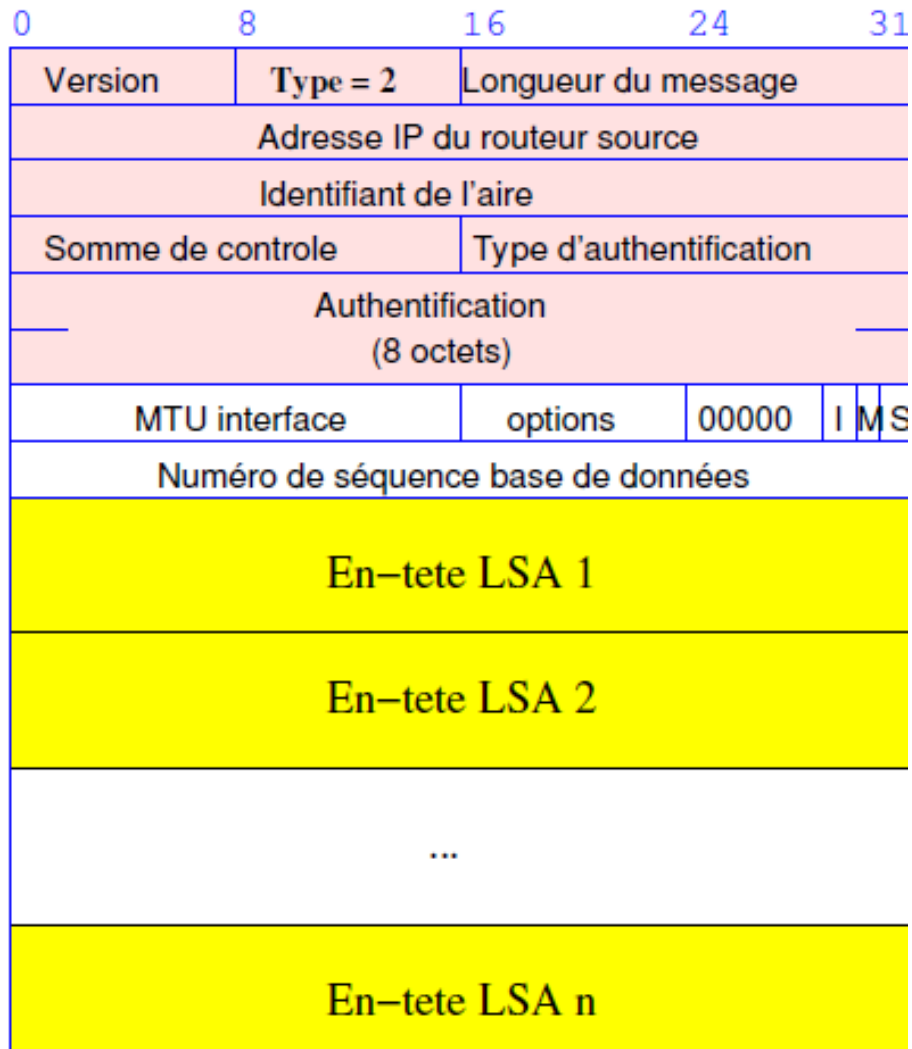 0 8 16 24 31
Version Type = 2 Longueur du message
Adresse IP du routeur source
Identifiant de l'aire
Somme de controle Type d'authentification
Authentification
(8 octets)
MTU interface options 00000 I M S
Numéro de séquence base de données
En-tete LSA 1
En-tete LSA 2
...
En-tete LSA n